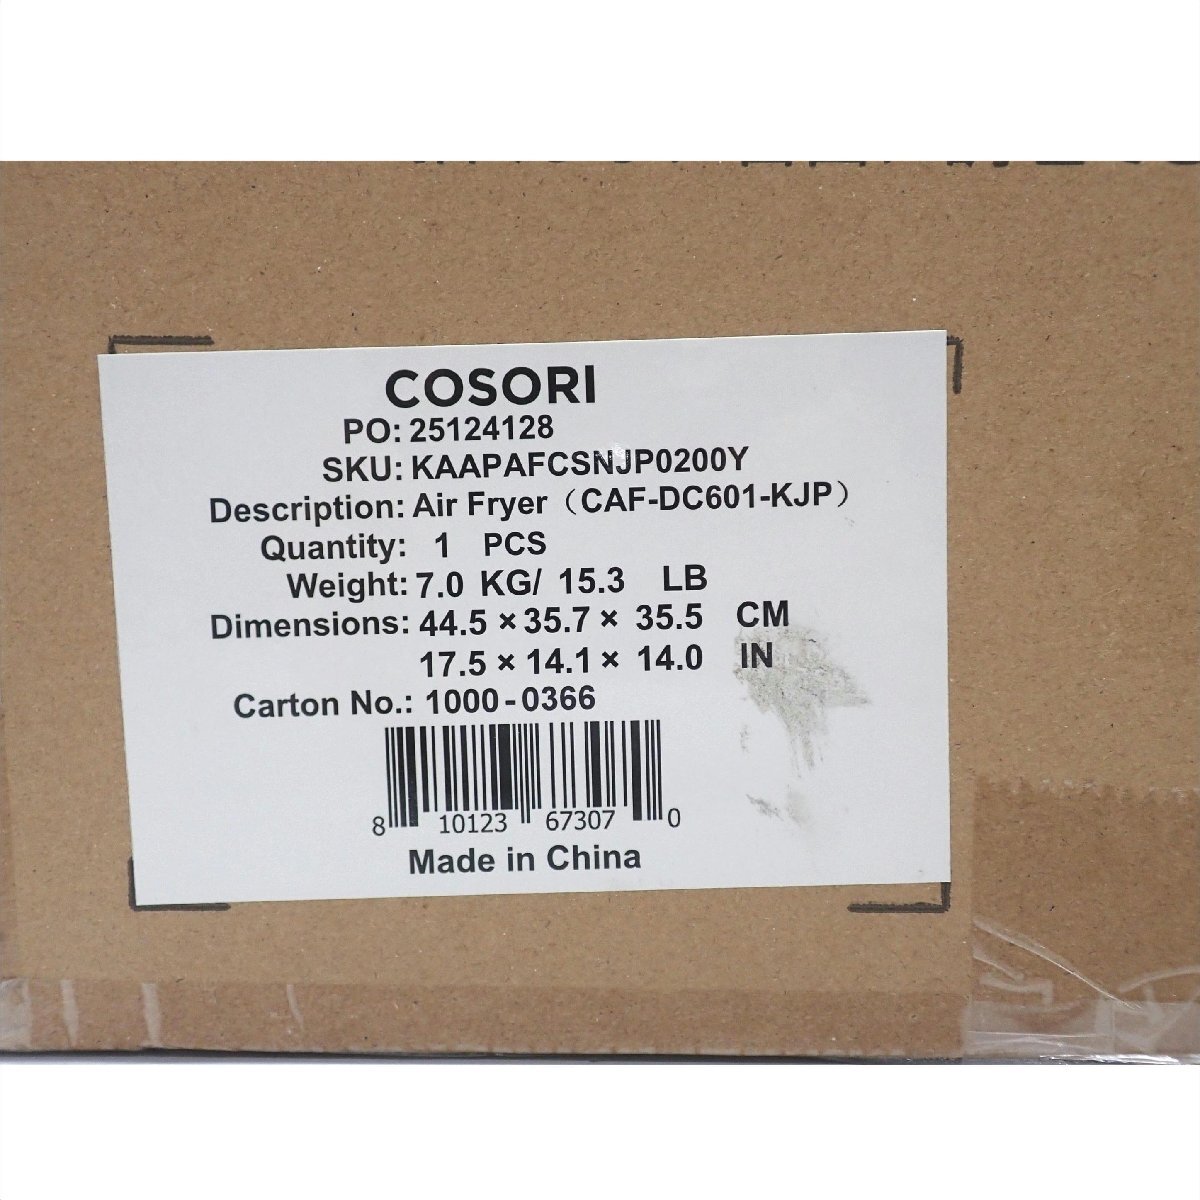 COSORI
PO: 25124128
SKU: KAAPAFCSNJP0200Y
Description: Air Fryer（CAF-DC601-KJP）
Quantity: 1 PCS
Weight: 7.0 KG/ 15.3 LB
Dimensions: 44.5 × 35.7 × 35.5 CM
17.5 × 14.1 × 14.0 IN
Carton No.: 1000-0366
8 10123 67307 0
Made in China